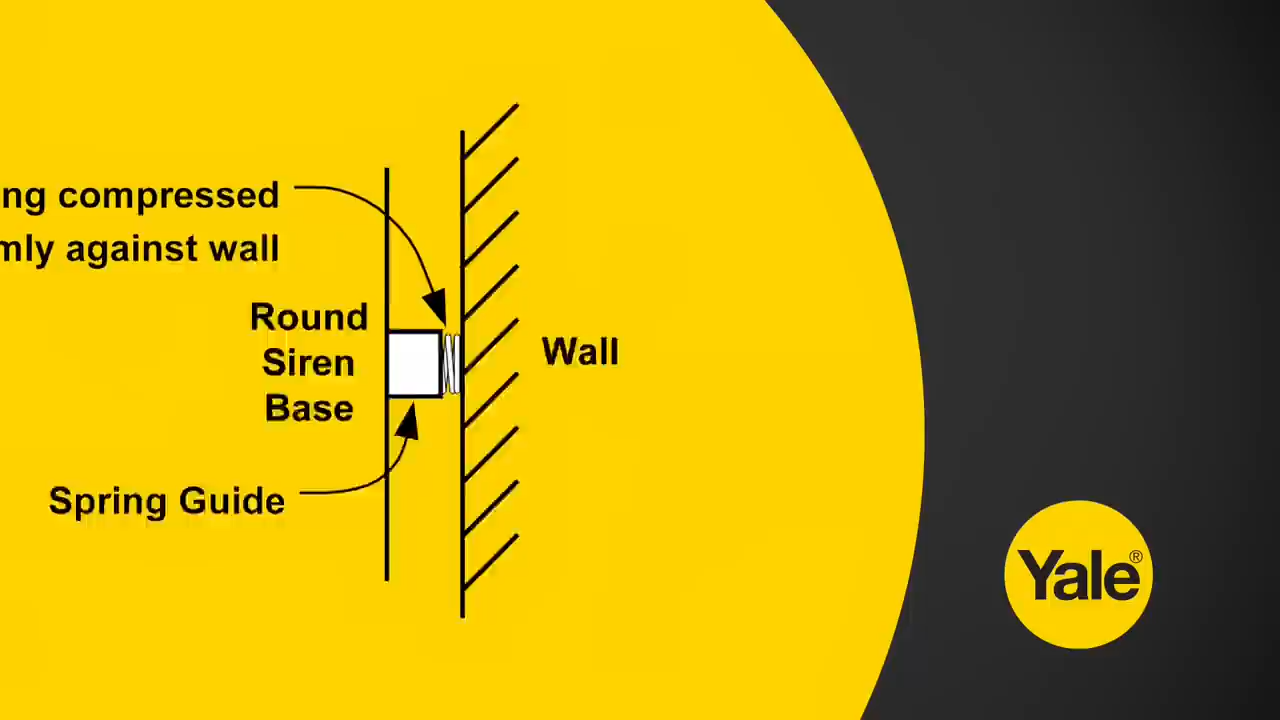 ng compressed
mly against wall
Round
Siren
Base
Wall
Spring Guide
Yale®